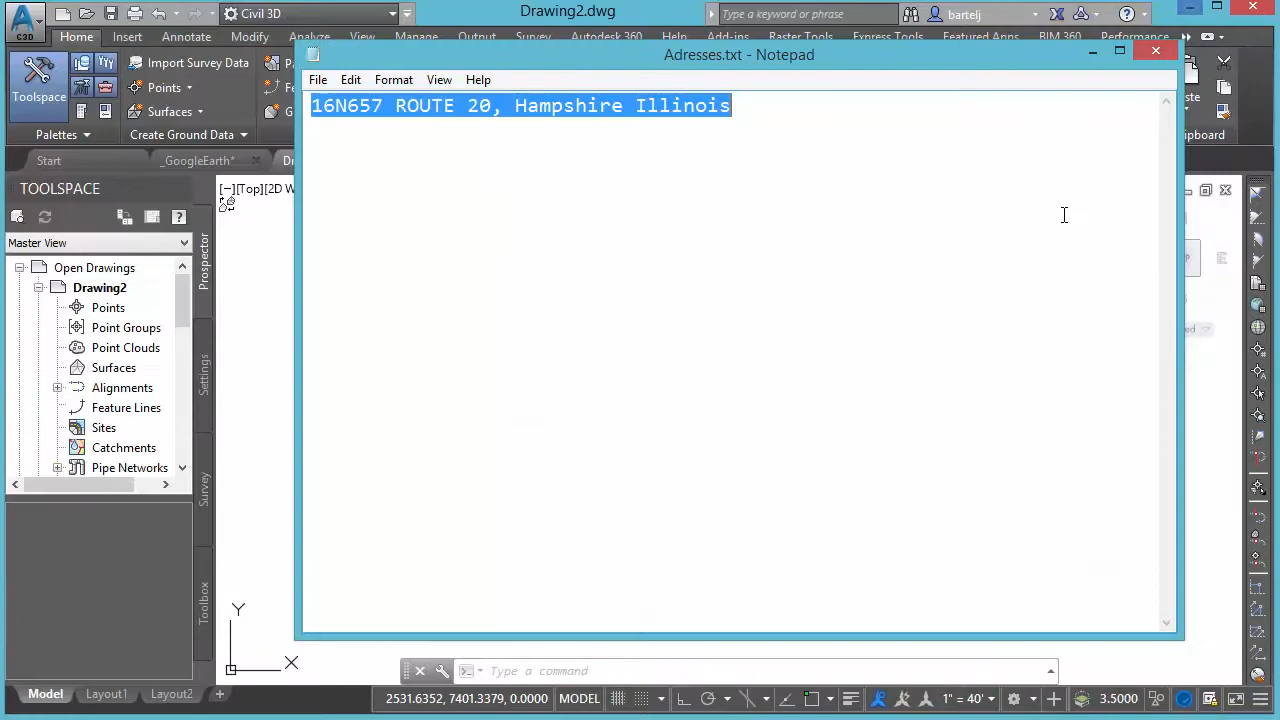 Civil 3D
Drawing2.dwg
Type a keyword or phrase
bartelj
C3D
Home
Insert
Annotate
Modify
Analyze
View
Manage
Output
Survey
Autodesk 360
Help
Add-ins
Raster Tools
Express Tools
Featured Apps
BIM 360
Performance
Toolspace
Import Survey Data
Points
Surfaces
Palettes
Create Ground Data
Adresses.txt - Notepad
File
Edit
Format
View
Help
16N657 ROUTE 20, Hampshire Illinois
Start
_GoogleEarth*
TOOLSPACE
[−][Top][2D W
Master View
Open Drawings
Drawing2
Points
Point Groups
Point Clouds
Surfaces
Alignments
Feature Lines
Sites
Catchments
Pipe Networks
Prospector
Settings
Survey
Toolbox
E
Y
X
Type a command
Model
Layout1
Layout2
+
2531.6352, 7401.3379, 0.0000
MODEL
1" = 40'
3.5000